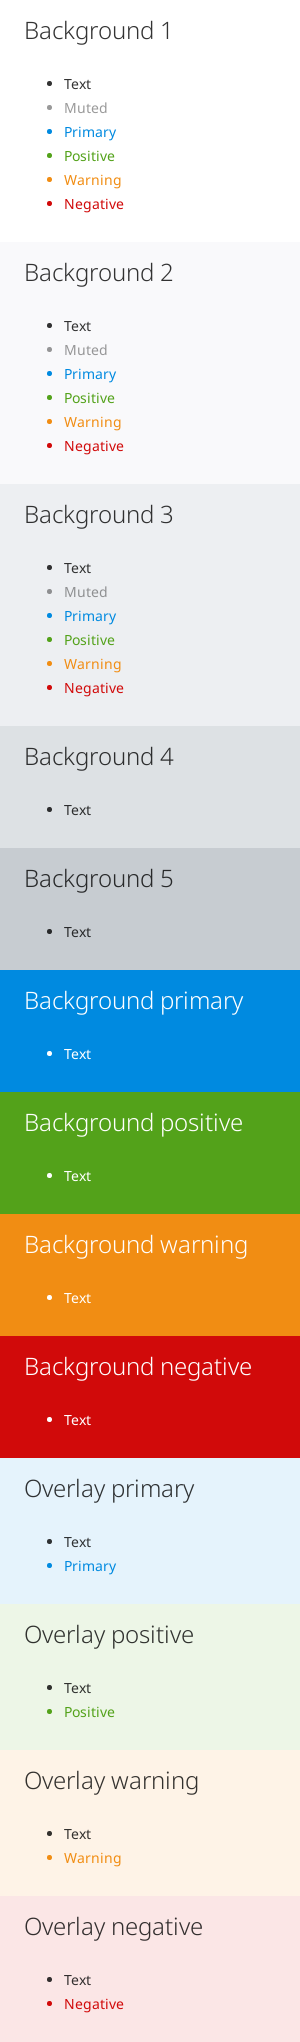 Background 1
Text
Muted
Primary
Positive
Warning
Negative
Background 2
Text
Muted
Primary
Positive
Warning
Negative
Background 3
Text
Muted
Primary
Positive
Warning
Negative
Background 4
Text
Background 5
Text
Background primary
Text
Background positive
Text
Background warning
Text
Background negative
Text
Overlay primary
Text
Primary
Overlay positive
Text
Positive
Overlay warning
Text
Warning
Overlay negative
Text
Negative